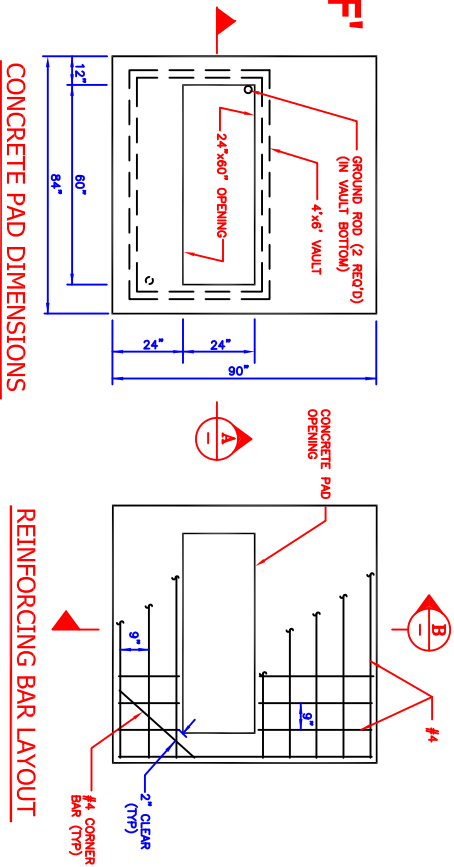 F'
12"
60"
84"
24"
24"
90"
GROUND ROD (2 REQ'D)
(IN VAULT BOTTOM)
4'x6' VAULT
24"x60" OPENING
CONCRETE PAD DIMENSIONS
A
-
B
-
CONCRETE PAD
OPENING
#4
9"
9"
2" CLEAR
(TYP)
#4 CORNER
BAR (TYP)
REINFORCING BAR LAYOUT